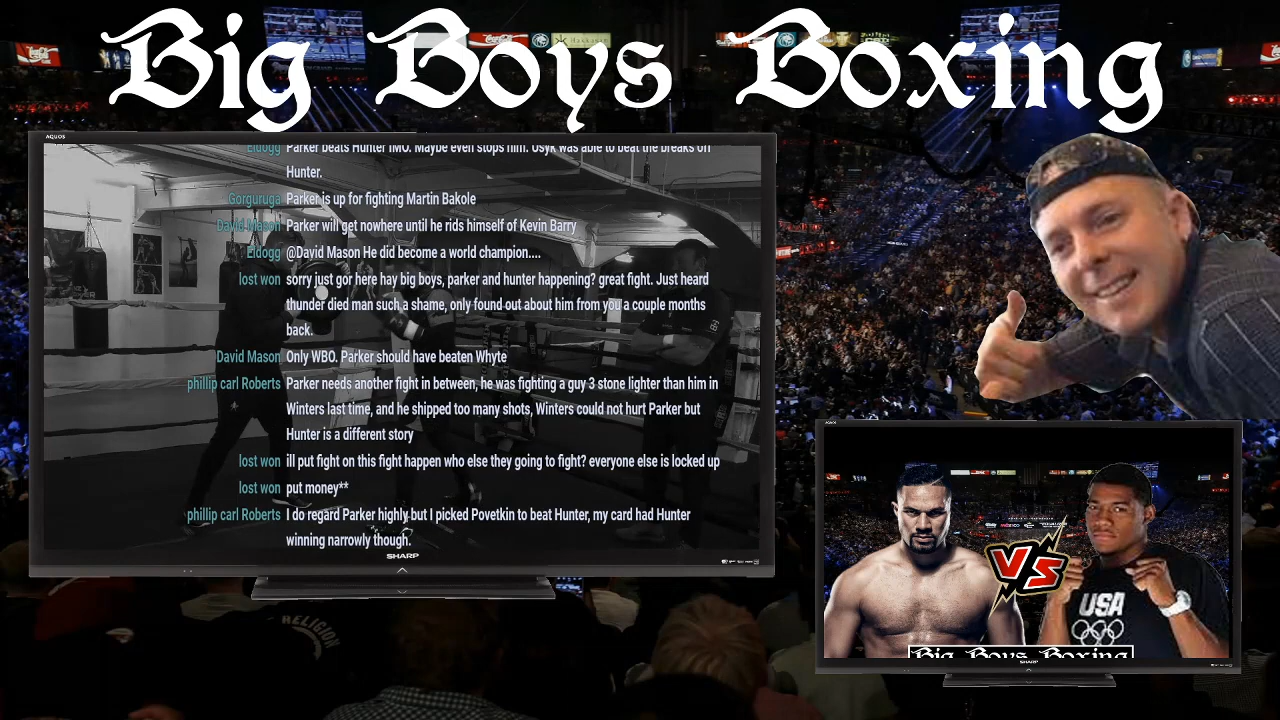 Big Boys Boxing
AQUOS
Eldogg Parker beats Hunter IMO. Maybe even stops him. Usyk was able to beat the breaks off
Hunter.
Gorguruga Parker is up for fighting Martin Bakole
David Mason Parker will get nowhere until he rids himself of Kevin Barry
Eldogg @David Mason He did become a world champion....
lost won sorry just gor here hay big boys, parker and hunter happening? great fight. Just heard
thunder died man such a shame, only found out about him from you a couple months
back.
David Mason Only WBO. Parker should have beaten Whyte
phillip carl Roberts Parker needs another fight in between, he was fighting a guy 3 stone lighter than him in
Winters last time, and he shipped too many shots, Winters could not hurt Parker but
Hunter is a different story
lost won ill put fight on this fight happen who else they going to fight? everyone else is locked up
lost won put money**
phillip carl Roberts I do regard Parker highly but I picked Povetkin to beat Hunter, my card had Hunter
winning narrowly though.
SHARP
RELIGION
AQUOS
VS
USA
Big Boys Boxing
SHARP
Coca-Cola